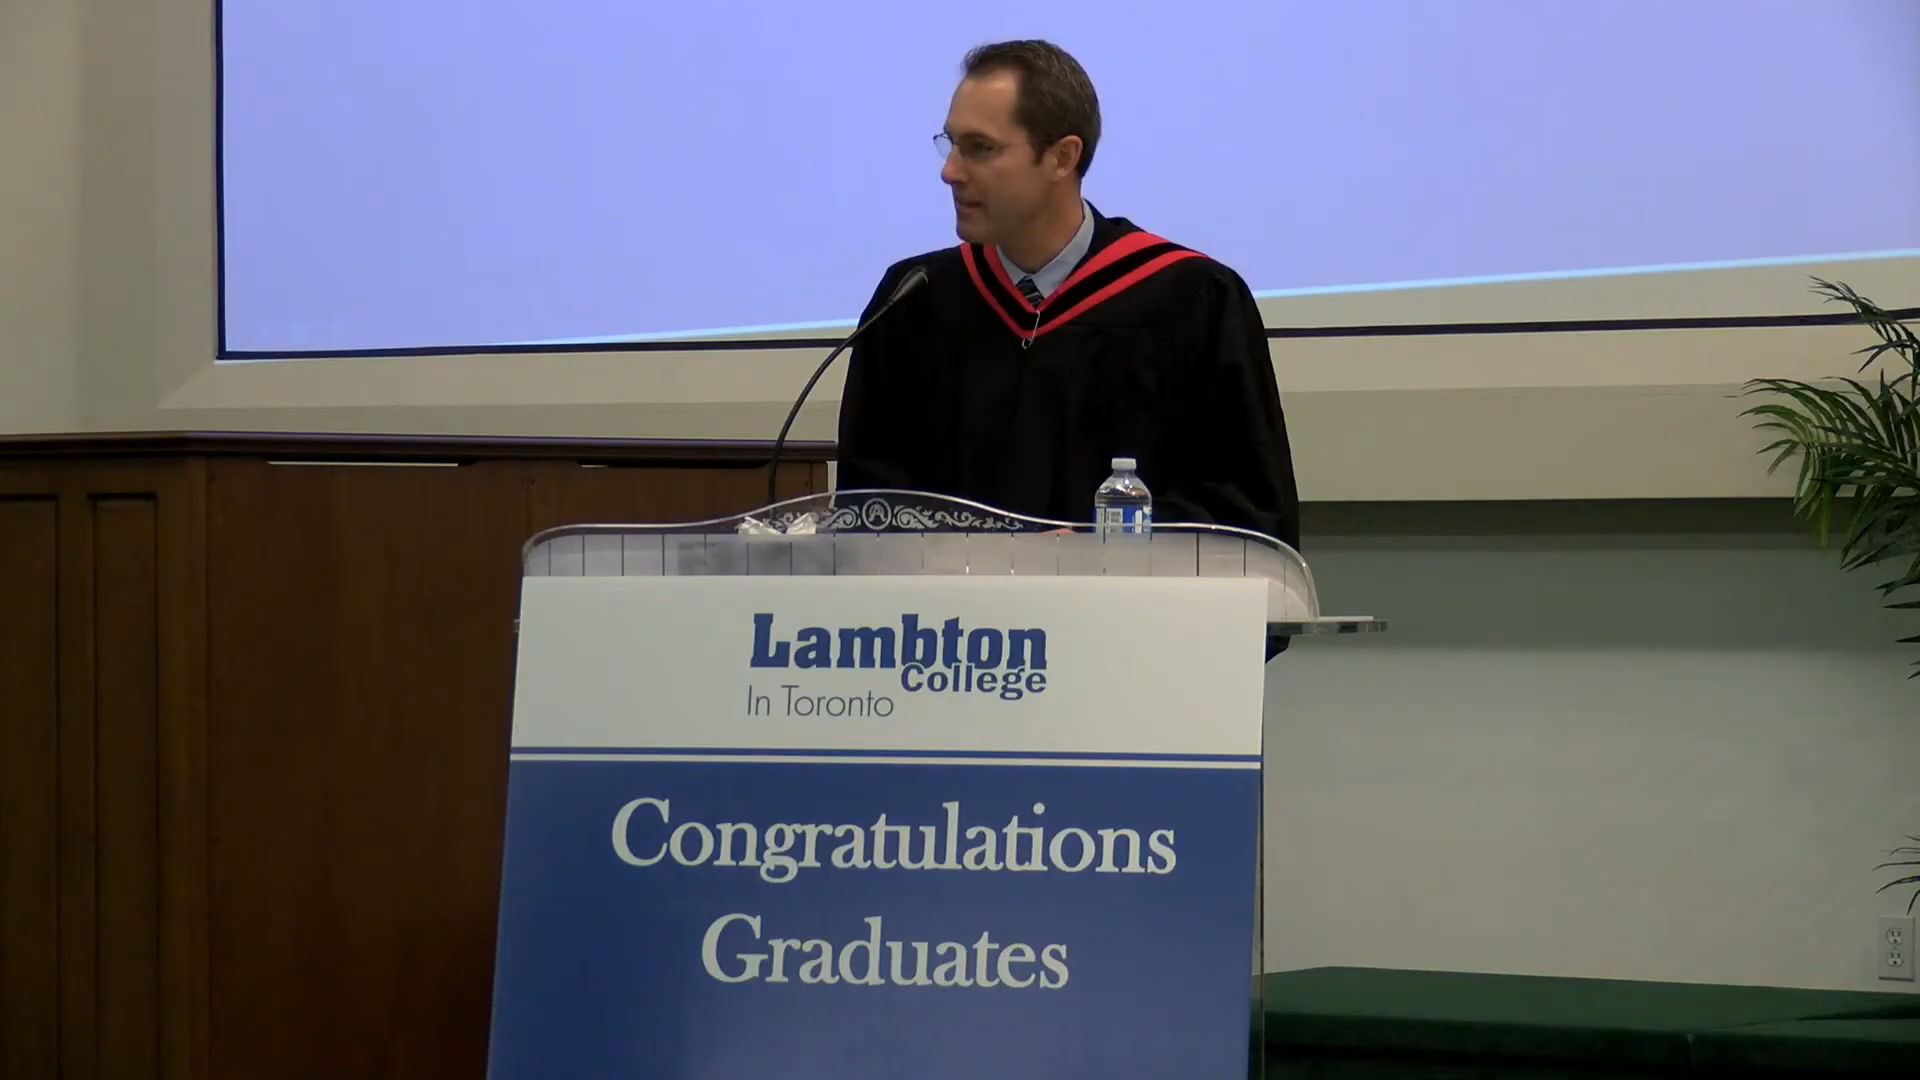 Lambton
College
In Toronto
Congratulations
Graduates